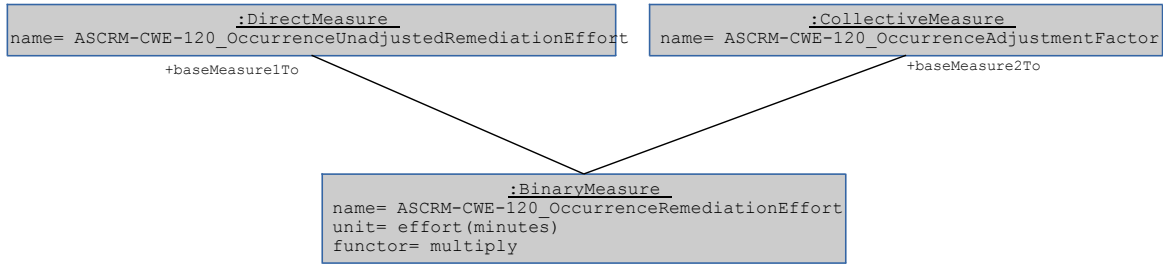 :DirectMeasure
name= ASCRM-CWE-120_OccurrenceUnadjustedRemediationEffort
:CollectiveMeasure
name= ASCRM-CWE-120_OccurrenceAdjustmentFactor
+baseMeasure1To
+baseMeasure2To
:BinaryMeasure
name= ASCRM-CWE-120_OccurrenceRemediationEffort
unit= effort(minutes)
functor= multiply